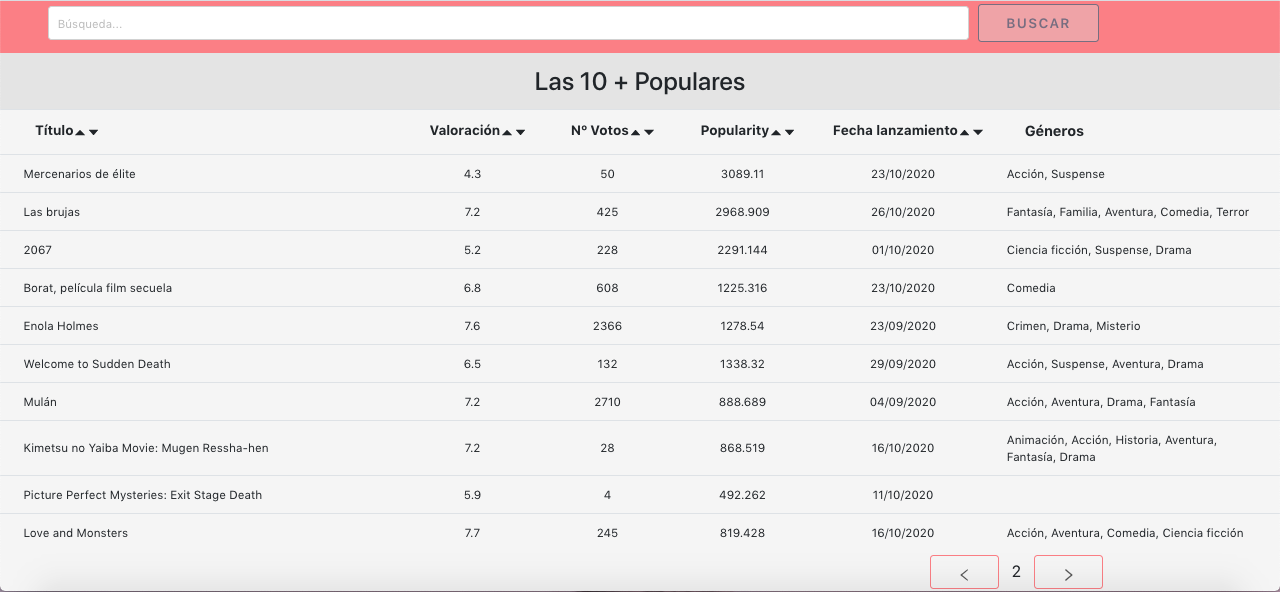 Búsqueda...
BUSCAR
Las 10 + Populares
Título Valoración Nº Votos Popularity Fecha lanzamiento Géneros
Mercenarios de élite 4.3 50 3089.11 23/10/2020 Acción, Suspense
Las brujas 7.2 425 2968.909 26/10/2020 Fantasía, Familia, Aventura, Comedia, Terror
2067 5.2 228 2291.144 01/10/2020 Ciencia ficción, Suspense, Drama
Borat, película film secuela 6.8 608 1225.316 23/10/2020 Comedia
Enola Holmes 7.6 2366 1278.54 23/09/2020 Crimen, Drama, Misterio
Welcome to Sudden Death 6.5 132 1338.32 29/09/2020 Acción, Suspense, Aventura, Drama
Mulán 7.2 2710 888.689 04/09/2020 Acción, Aventura, Drama, Fantasía
Kimetsu no Yaiba Movie: Mugen Ressha-hen 7.2 28 868.519 16/10/2020 Animación, Acción, Historia, Aventura,
Fantasía, Drama
Picture Perfect Mysteries: Exit Stage Death 5.9 4 492.262 11/10/2020
Love and Monsters 7.7 245 819.428 16/10/2020 Acción, Aventura, Comedia, Ciencia ficción
< 2 >